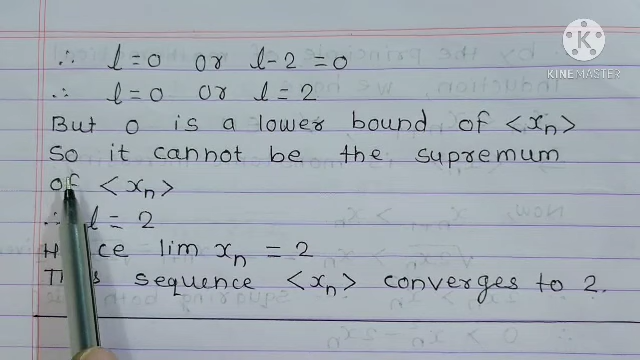 KINEMASTER
∴ l = 0 or l - 2 = 0
∴ l = 0 or l = 2
But 0 is a lower bound of <xₙ>
So it cannot be the supremum
of <xₙ>
∴ l = 2
lim xₙ = 2
sequence <xₙ> converges to 2.